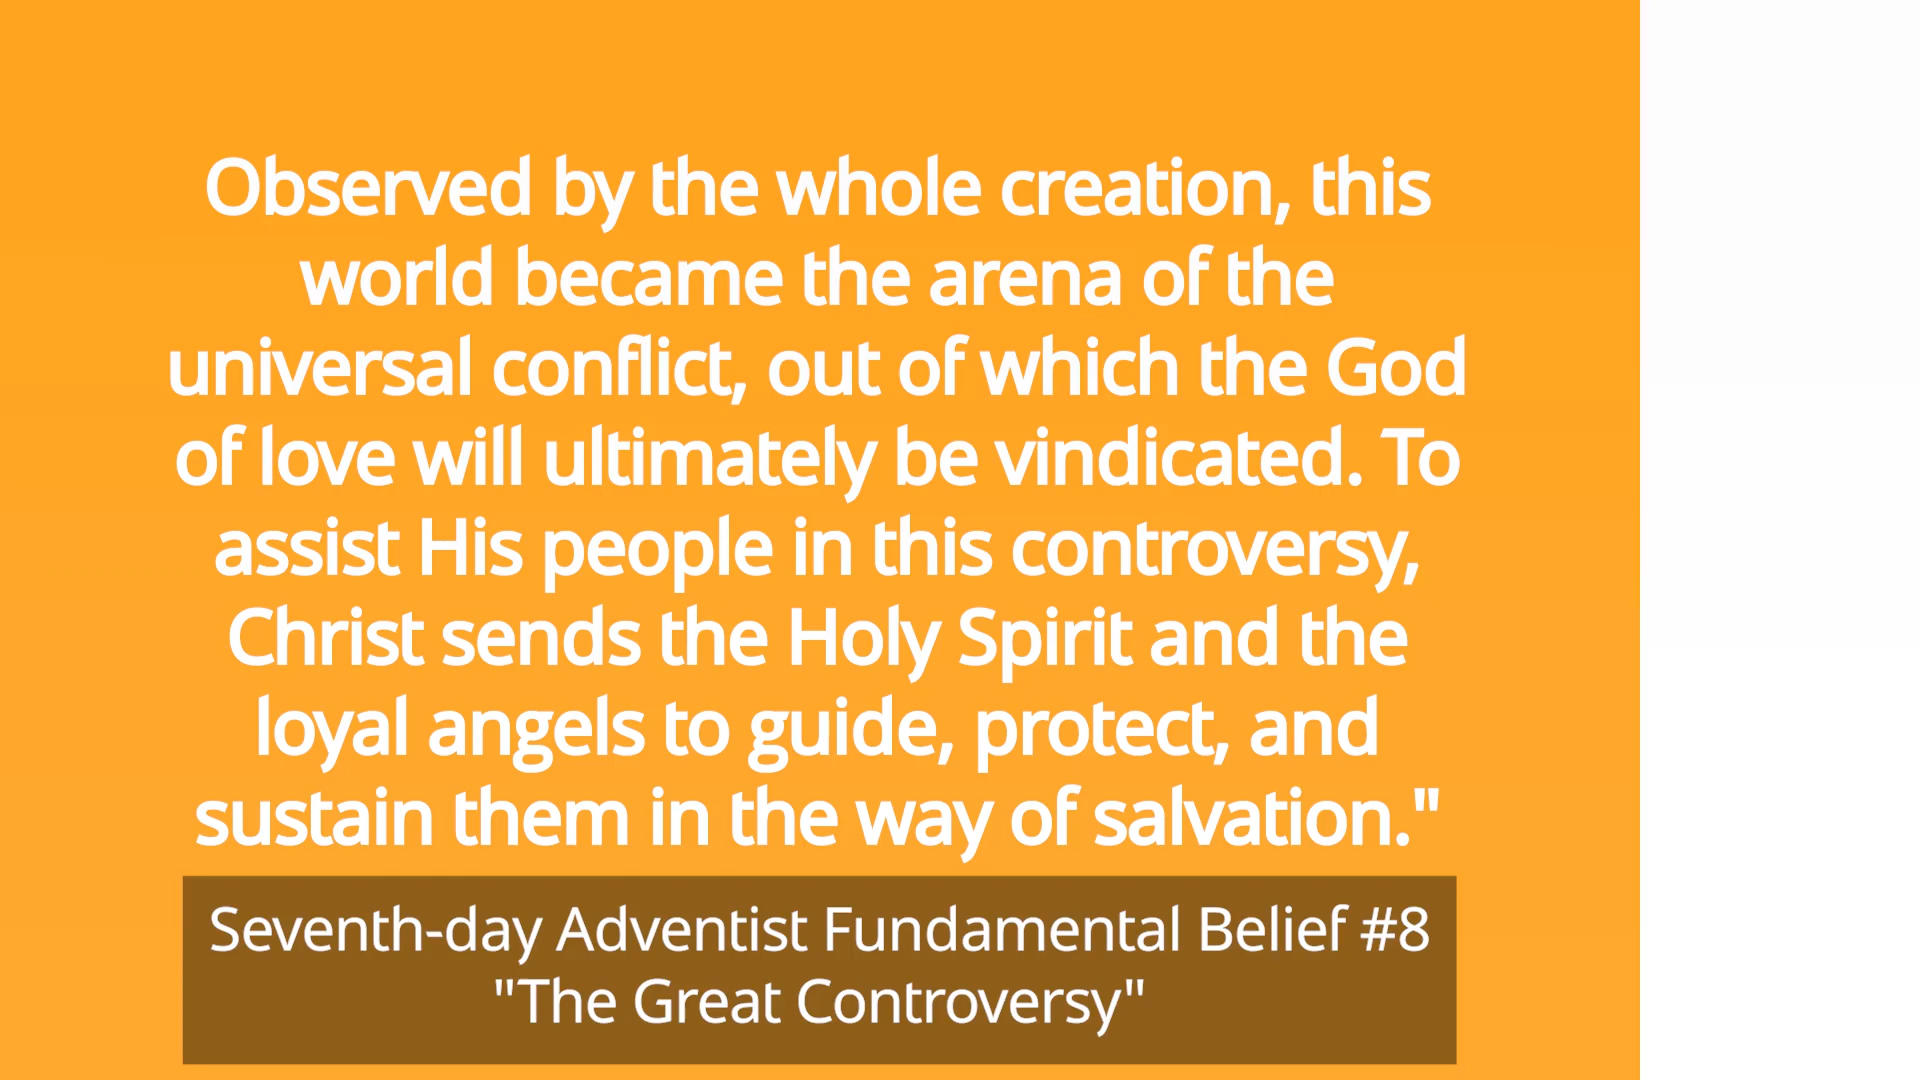 Observed by the whole creation, this
world became the arena of the
universal conflict, out of which the God
of love will ultimately be vindicated. To
assist His people in this controversy,
Christ sends the Holy Spirit and the
loyal angels to guide, protect, and
sustain them in the way of salvation."
Seventh-day Adventist Fundamental Belief #8
"The Great Controversy"